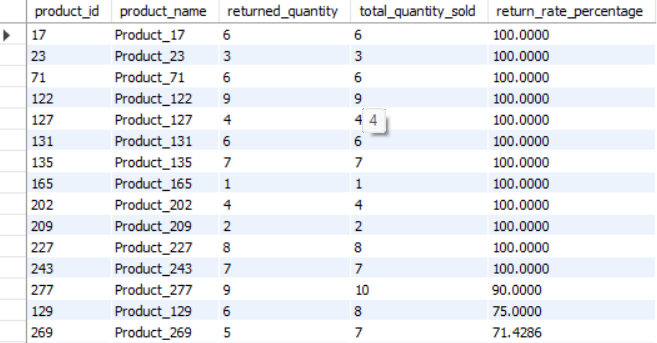 product_id product_name returned_quantity total_quantity_sold return_rate_percentage
17 Product_17 6 6 100.0000
23 Product_23 3 3 100.0000
71 Product_71 6 6 100.0000
122 Product_122 9 9 100.0000
127 Product_127 4 4 4 100.0000
131 Product_131 6 6 100.0000
135 Product_135 7 7 100.0000
165 Product_165 1 1 100.0000
202 Product_202 4 4 100.0000
209 Product_209 2 2 100.0000
227 Product_227 8 8 100.0000
243 Product_243 7 7 100.0000
277 Product_277 9 10 90.0000
129 Product_129 6 8 75.0000
269 Product_269 5 7 71.4286